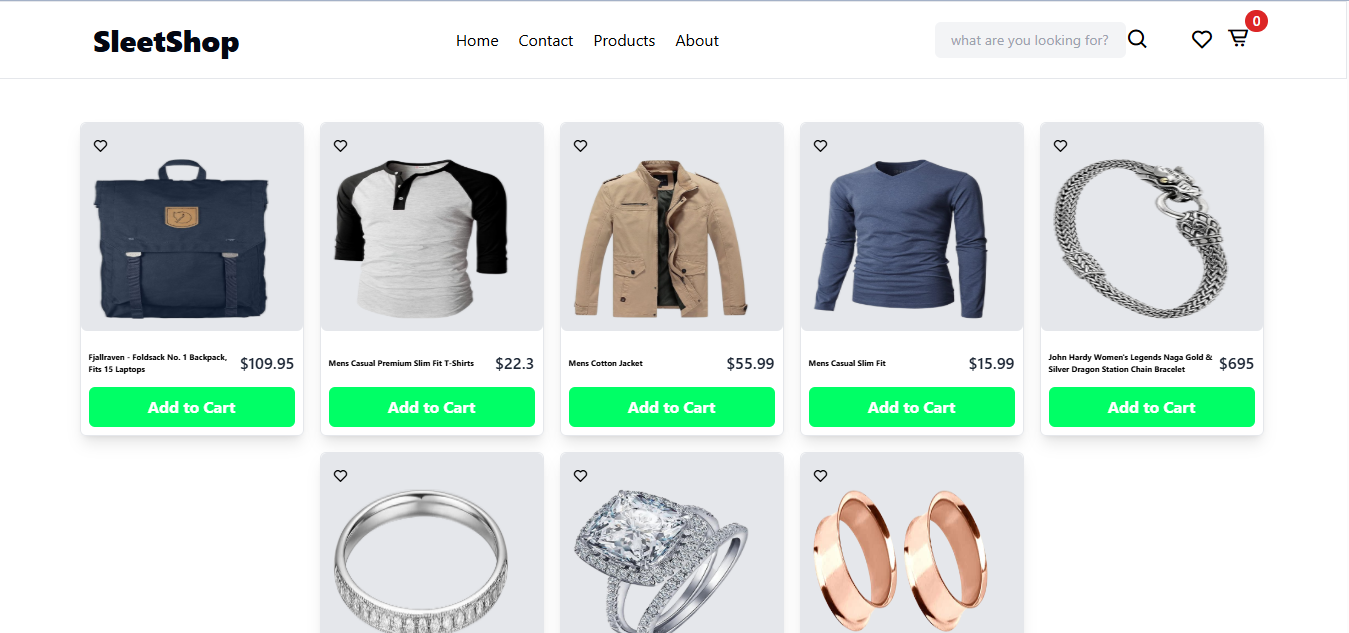 SleetShop
Home Contact Products About
what are you looking for?
0
Fjallraven - Foldsack No. 1 Backpack,
Fits 15 Laptops
$109.95
Mens Casual Premium Slim Fit T-Shirts
$22.3
Mens Cotton Jacket
$55.99
Mens Casual Slim Fit
$15.99
John Hardy Women's Legends Naga Gold &
Silver Dragon Station Chain Bracelet
$695
Add to Cart
Add to Cart
Add to Cart
Add to Cart
Add to Cart